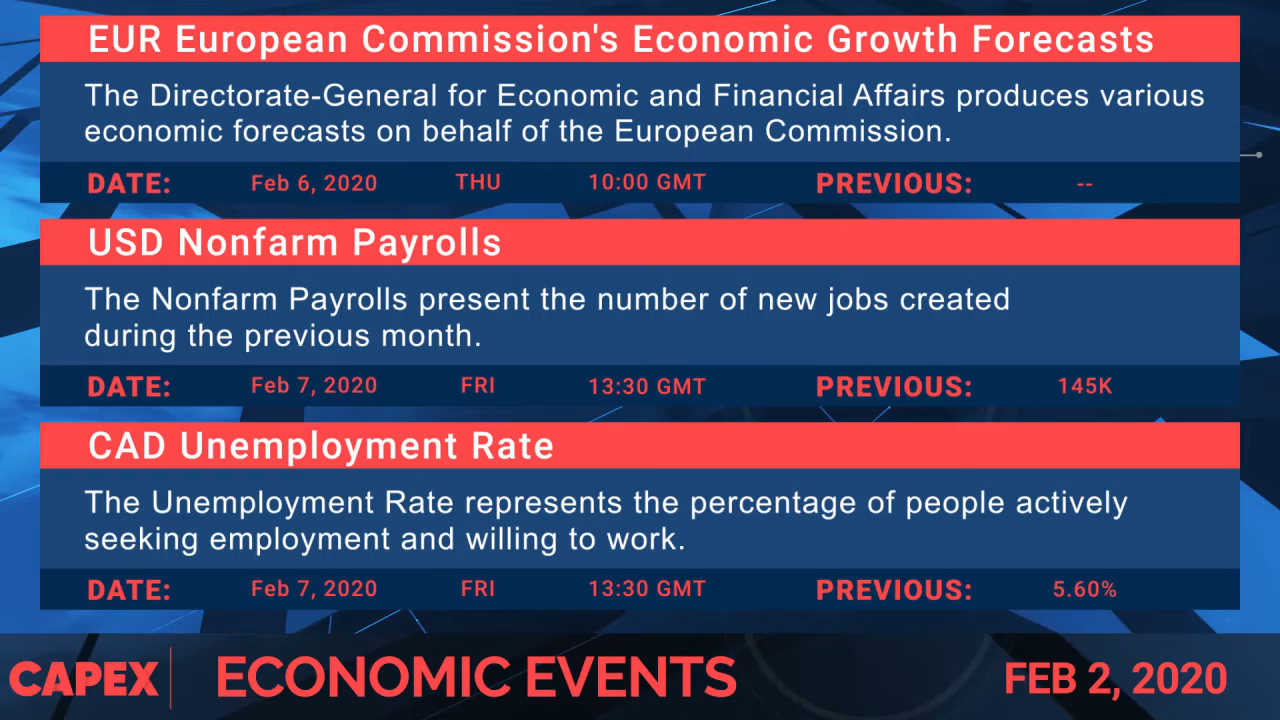 EUR European Commission's Economic Growth Forecasts
The Directorate-General for Economic and Financial Affairs produces various
economic forecasts on behalf of the European Commission.
DATE: Feb 6, 2020 THU 10:00 GMT PREVIOUS: --
USD Nonfarm Payrolls
The Nonfarm Payrolls present the number of new jobs created
during the previous month.
DATE: Feb 7, 2020 FRI 13:30 GMT PREVIOUS: 145K
CAD Unemployment Rate
The Unemployment Rate represents the percentage of people actively
seeking employment and willing to work.
DATE: Feb 7, 2020 FRI 13:30 GMT PREVIOUS: 5.60%
CAPEX ECONOMIC EVENTS FEB 2, 2020